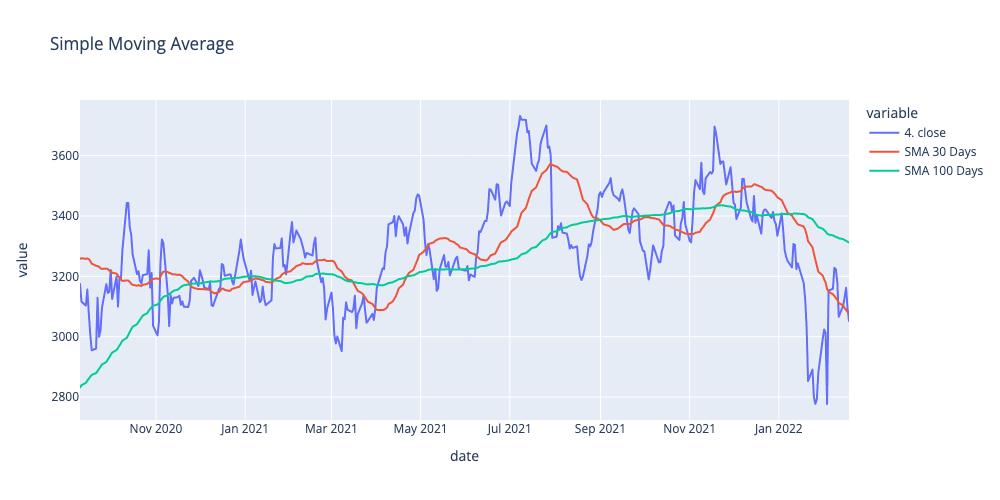 Simple Moving Average
variable
4. close
SMA 30 Days
SMA 100 Days
value
3600
3400
3200
3000
2800
Nov 2020
Jan 2021
Mar 2021
May 2021
Jul 2021
Sep 2021
Nov 2021
Jan 2022
date